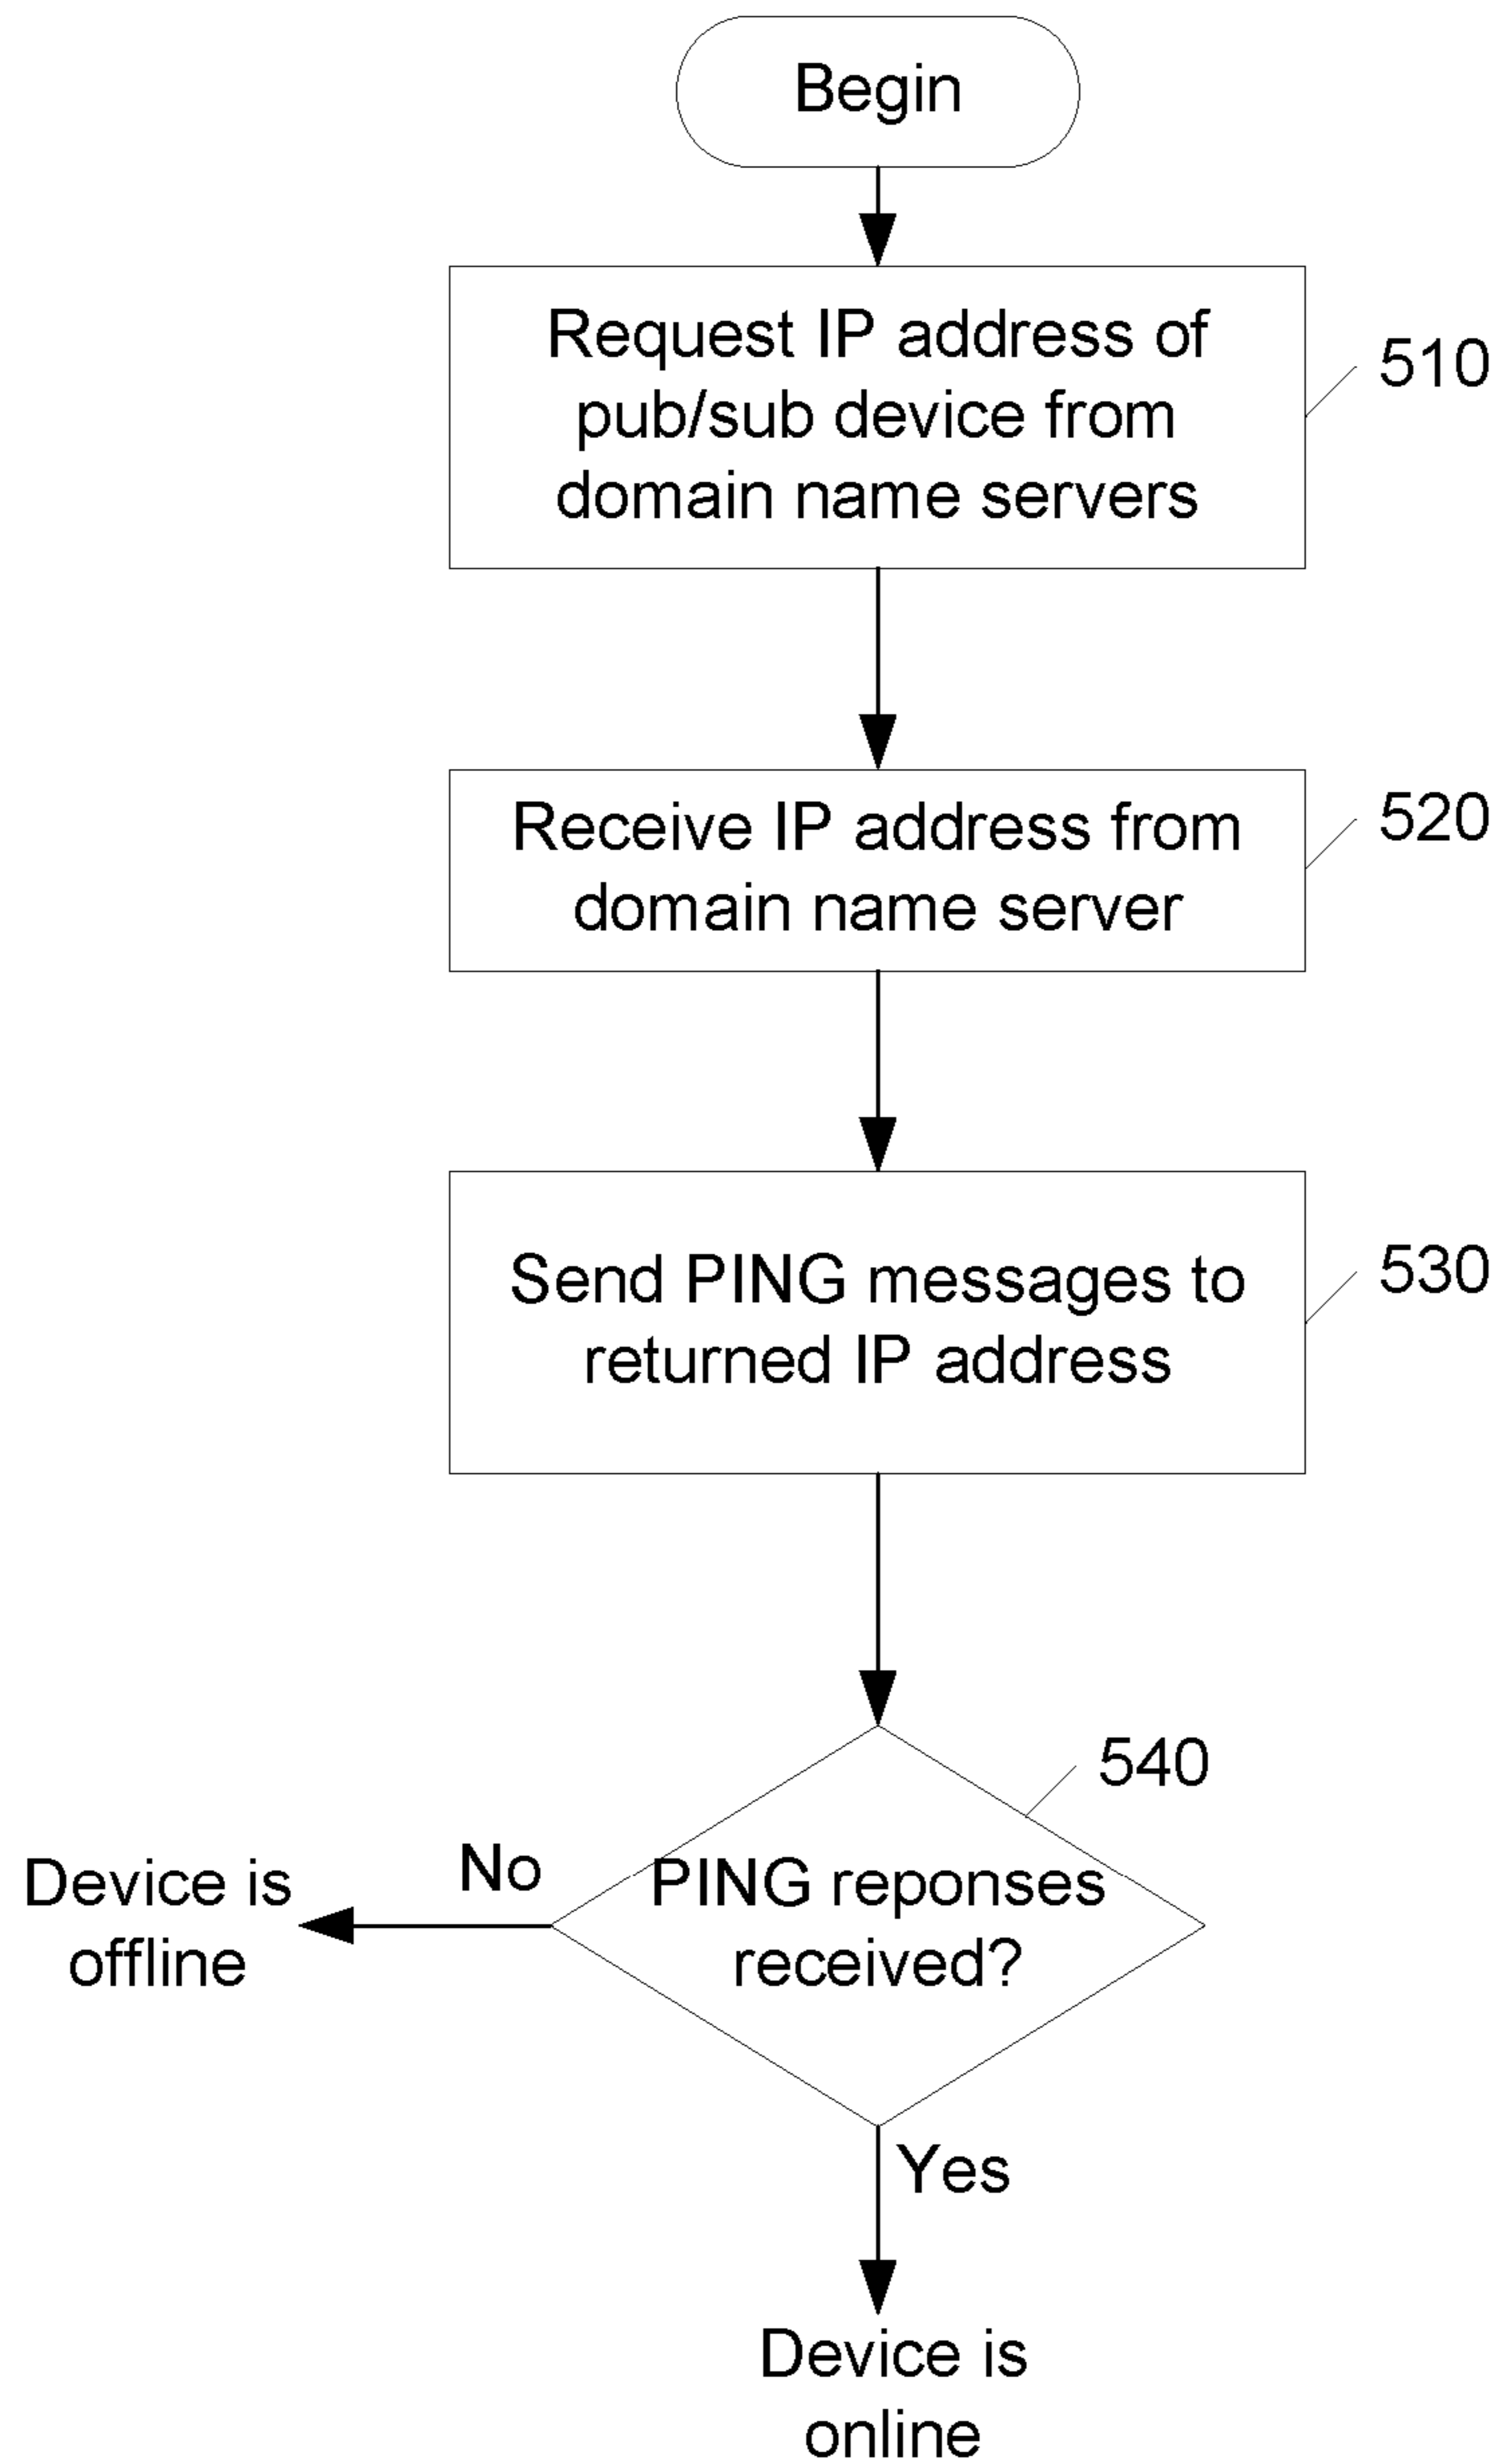 Begin
Request IP address of
pub/sub device from
domain name servers
510
Receive IP address from
domain name server
520
Send PING messages to
returned IP address
530
540
PING reponses
received?
No
Device is
offline
Yes
Device is
online